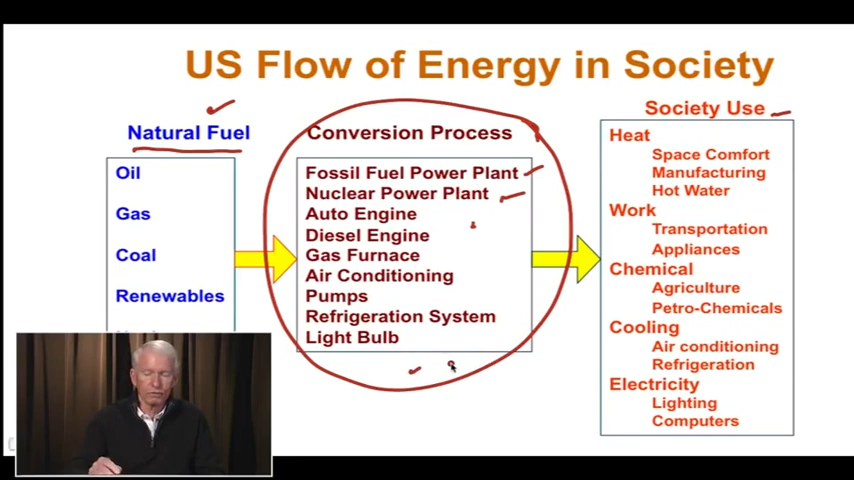 US Flow of Energy in Society
Natural Fuel
Oil
Gas
Coal
Renewables
Conversion Process
Fossil Fuel Power Plant
Nuclear Power Plant
Auto Engine
Diesel Engine
Gas Furnace
Air Conditioning
Pumps
Refrigeration System
Light Bulb
Society Use
Heat
Space Comfort
Manufacturing
Hot Water
Work
Transportation
Appliances
Chemical
Agriculture
Petro-Chemicals
Cooling
Air conditioning
Refrigeration
Electricity
Lighting
Computers